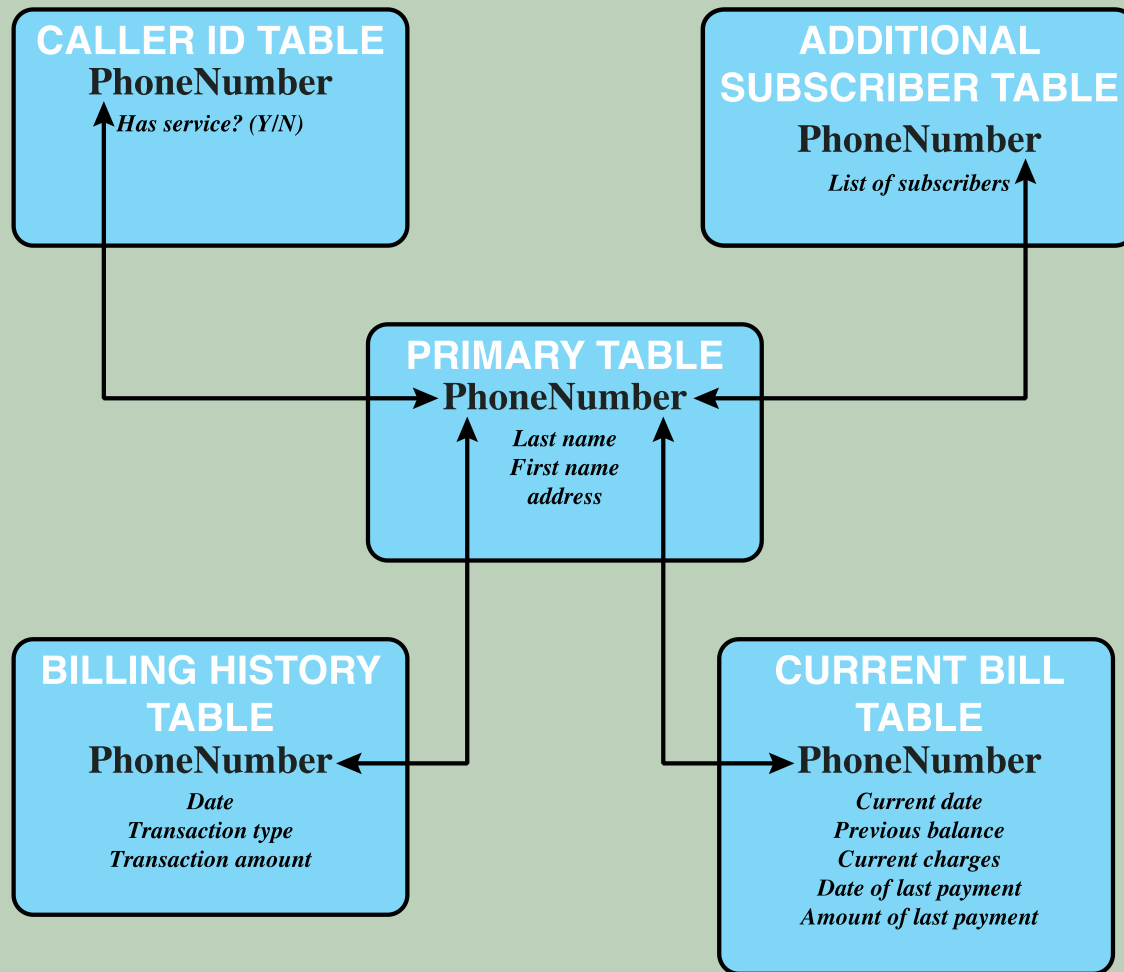 CALLER ID TABLE
PhoneNumber
Has service? (Y/N)
ADDITIONAL
SUBSCRIBER TABLE
PhoneNumber
List of subscribers
PRIMARY TABLE
PhoneNumber
Last name
First name
address
BILLING HISTORY
TABLE
PhoneNumber
Date
Transaction type
Transaction amount
CURRENT BILL
TABLE
PhoneNumber
Current date
Previous balance
Current charges
Date of last payment
Amount of last payment